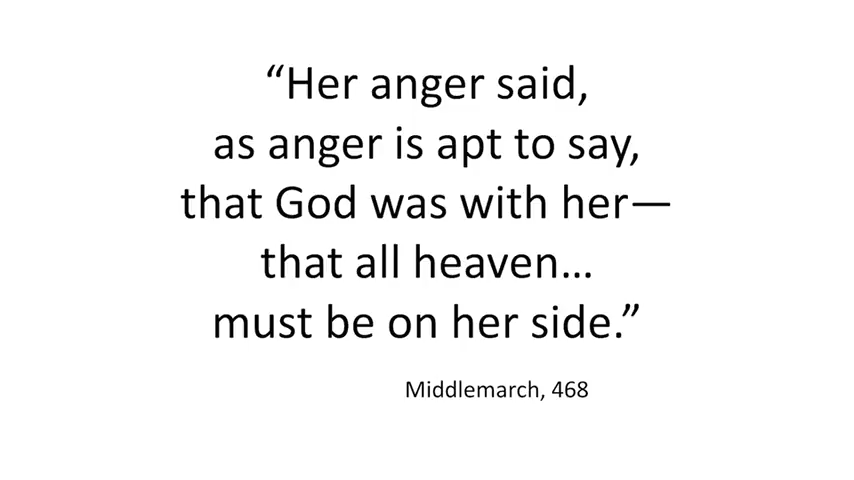 “Her anger said,
as anger is apt to say,
that God was with her—
that all heaven…
must be on her side.”
Middlemarch, 468